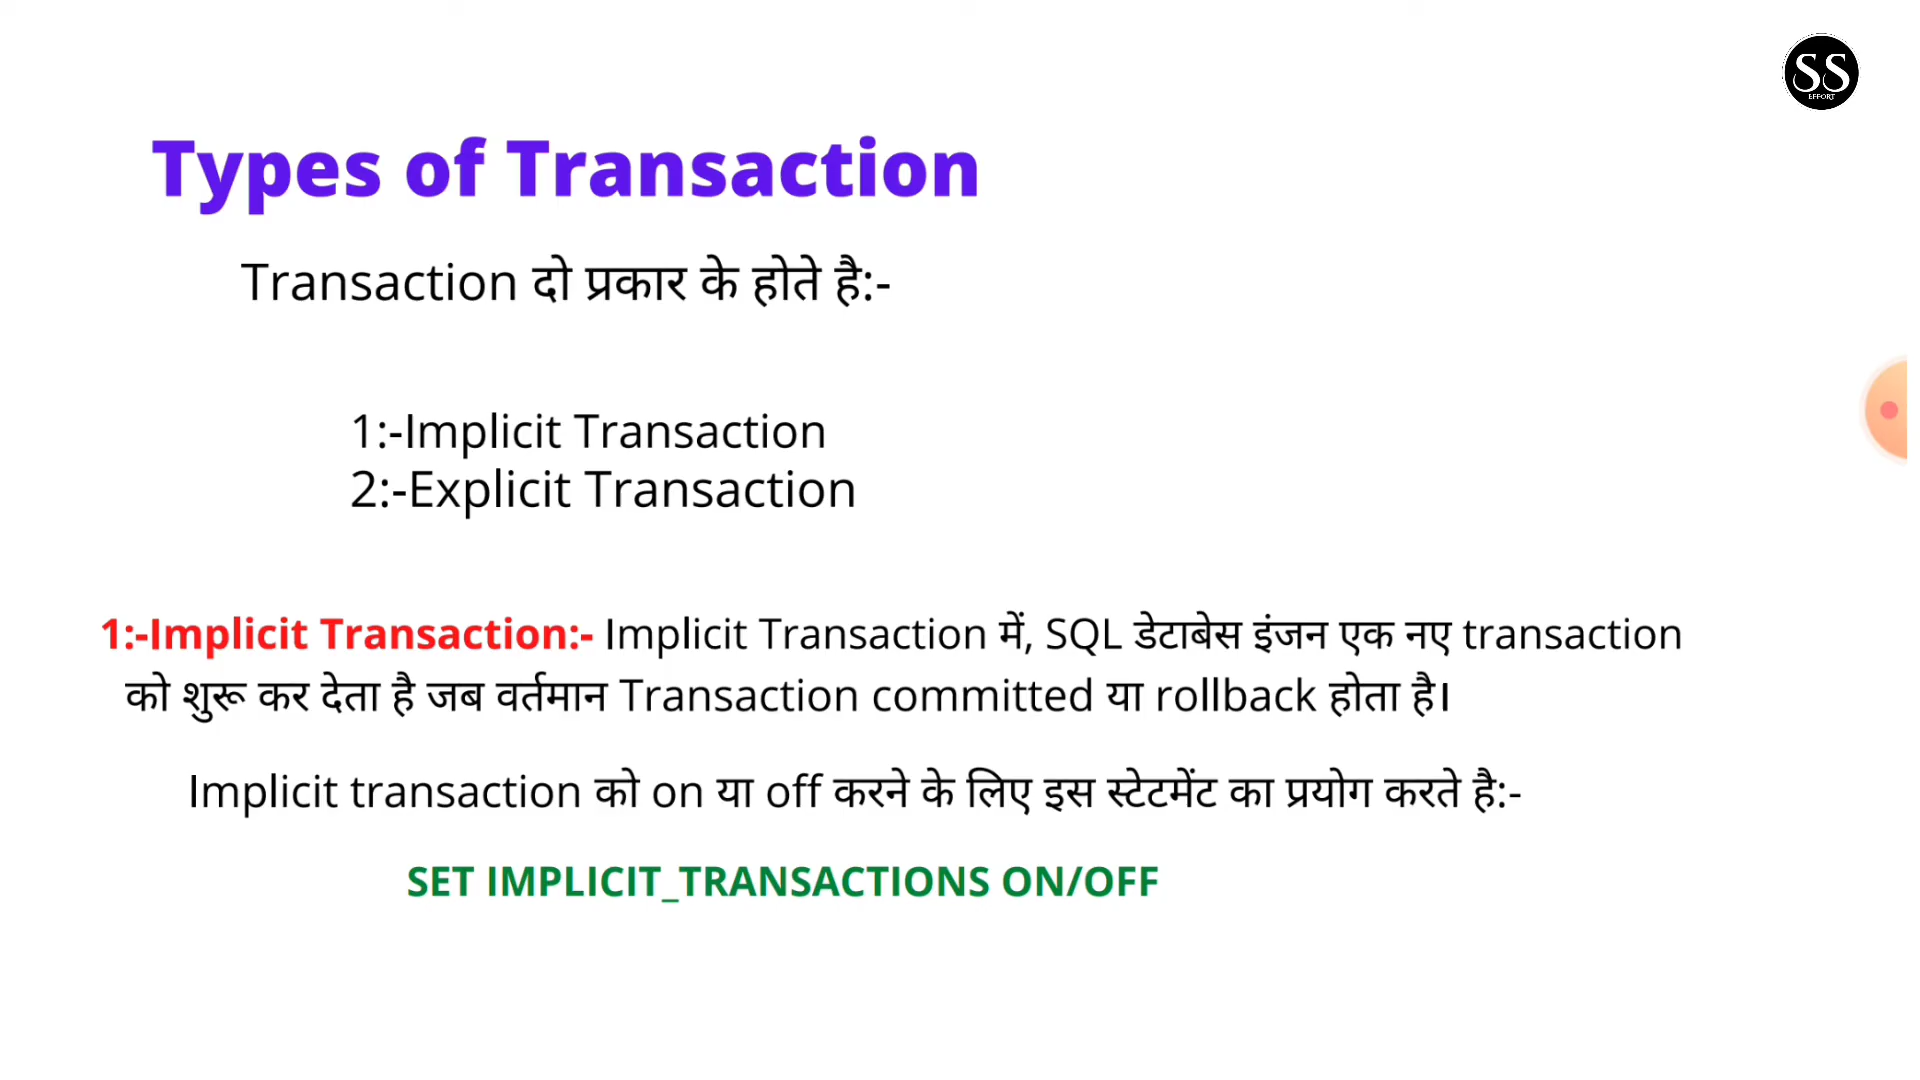 SS
EFFORT
Types of Transaction
Transaction दो प्रकार के होते है:-
1:-Implicit Transaction
2:-Explicit Transaction
1:-Implicit Transaction:- Implicit Transaction में, SQL डेटाबेस इंजन एक नए transaction
को शुरू कर देता है जब वर्तमान Transaction committed या rollback होता है।
Implicit transaction को on या off करने के लिए इस स्टेटमेंट का प्रयोग करते है:-
SET IMPLICIT_TRANSACTIONS ON/OFF